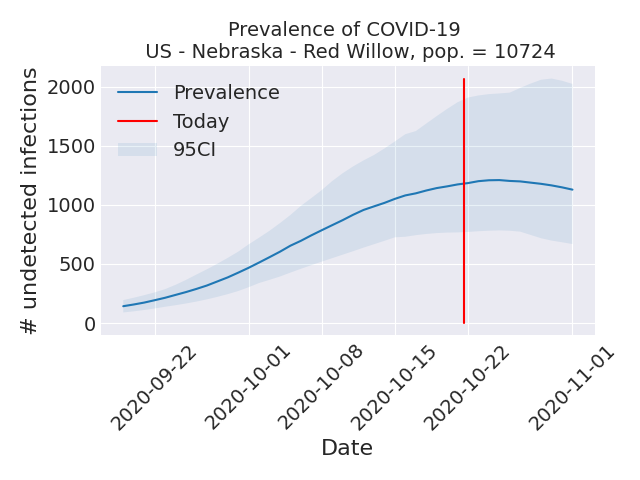 Prevalence of COVID-19
US - Nebraska - Red Willow, pop. = 10724
# undetected infections
2000
1500
1000
500
0
Prevalence
Today
95CI
2020-09-22
2020-10-01
2020-10-08
2020-10-15
2020-10-22
2020-11-01
Date